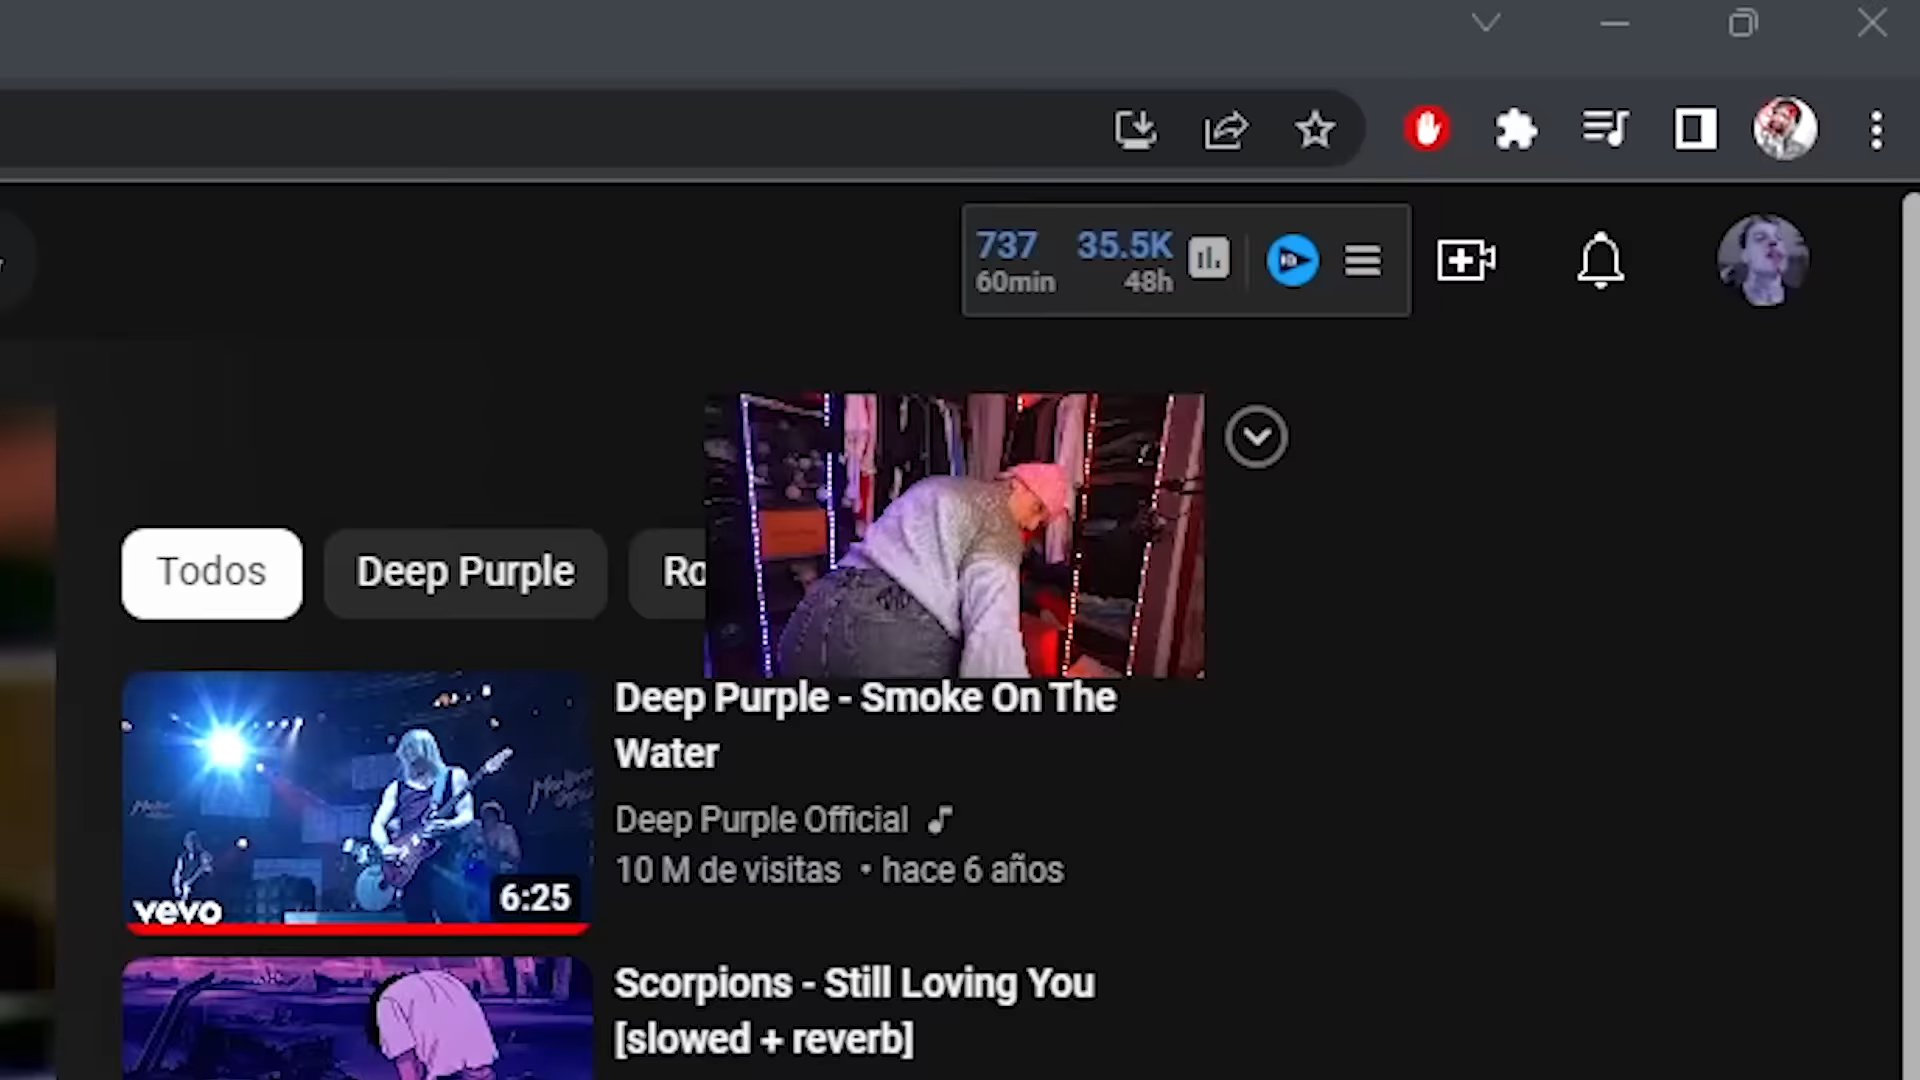 737 35.5K
60min 48h
Todos Deep Purple Ro
Deep Purple - Smoke On The
Water
Deep Purple Official
10 M de visitas • hace 6 años
vevo 6:25
Scorpions - Still Loving You
[slowed + reverb]